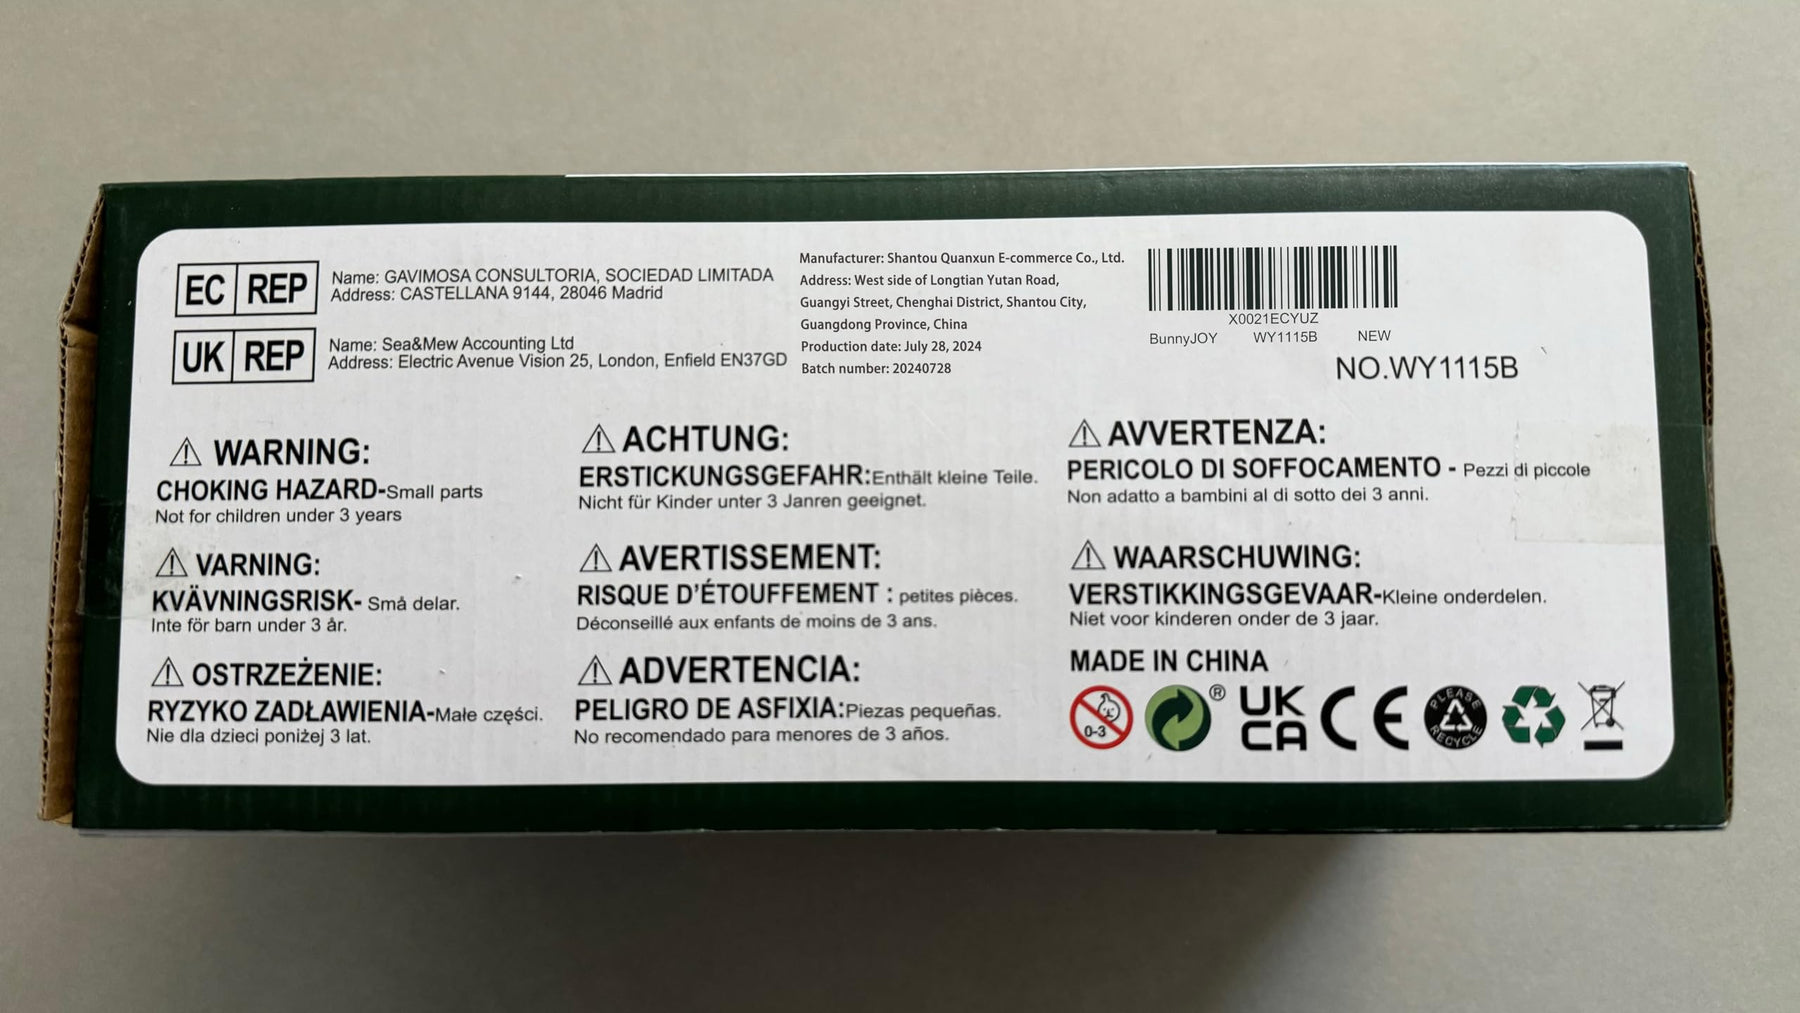 EC REP
Name: GAVIMOSA CONSULTORIA, SOCIEDAD LIMITADA
Address: CASTELLANA 9144, 28046 Madrid
UK REP
Name: Sea&Mew Accounting Ltd
Address: Electric Avenue Vision 25, London, Enfield EN37GD
Manufacturer: Shantou Quanxun E-commerce Co., Ltd.
Address: West side of Longtian Yutan Road,
Guangyi Street, Chenghai District, Shantou City,
Guangdong Province, China
Production date: July 28, 2024
Batch number: 20240728
X0021ECYUZ
BunnyJOY WY1115B NEW
NO.WY1115B
⚠ WARNING:
CHOKING HAZARD-Small parts
Not for children under 3 years
⚠ VARNING:
KVÄVNINGSRISK- Små delar.
Inte för barn under 3 år.
⚠ OSTRZEŻENIE:
RYZYKO ZADŁAWIENIA-Małe części.
Nie dla dzieci poniżej 3 lat.
⚠ ACHTUNG:
ERSTICKUNGSGEFAHR:Enthält kleine Teile.
Nicht für Kinder unter 3 Janren geeignet.
⚠ AVERTISSEMENT:
RISQUE D'ÉTOUFFEMENT : petites pièces.
Déconseillé aux enfants de moins de 3 ans.
⚠ ADVERTENCIA:
PELIGRO DE ASFIXIA:Piezas pequeñas.
No recomendado para menores de 3 años.
⚠ AVVERTENZA:
PERICOLO DI SOFFOCAMENTO - Pezzi di piccole
Non adatto a bambini al di sotto dei 3 anni.
⚠ WAARSCHUWING:
VERSTIKKINGSGEVAAR-Kleine onderdelen.
Niet voor kinderen onder de 3 jaar.
MADE IN CHINA
0-3
®
UK
CA
CE
PLEASE
RECYCLE